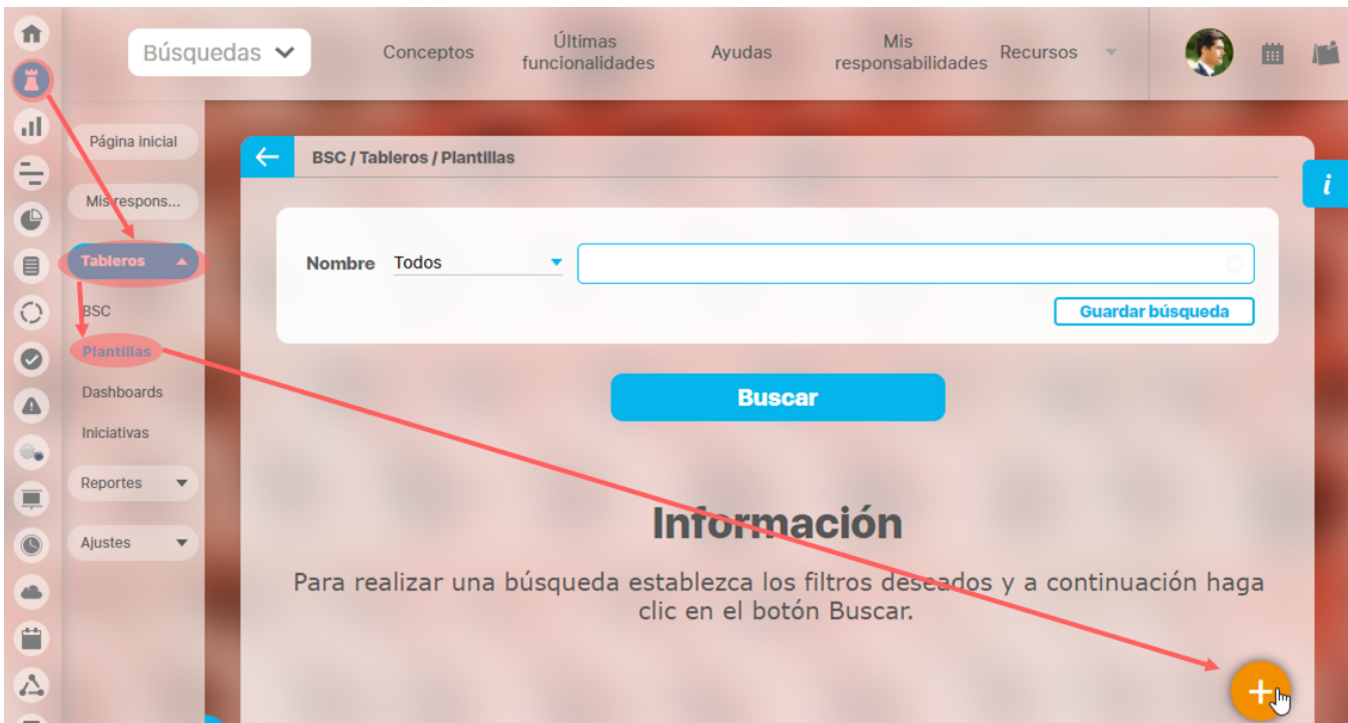 Búsquedas
Conceptos
Últimas
funcionalidades
Ayudas
Mis
responsabilidades
Recursos
Página inicial
Mis respons...
Tableros
BSC
Plantillas
Dashboards
Iniciativas
Reportes
Ajustes
BSC / Tableros / Plantillas
i
Nombre Todos
Guardar búsqueda
Buscar
Información
Para realizar una búsqueda establezca los filtros deseados y a continuación haga
clic en el botón Buscar.
+